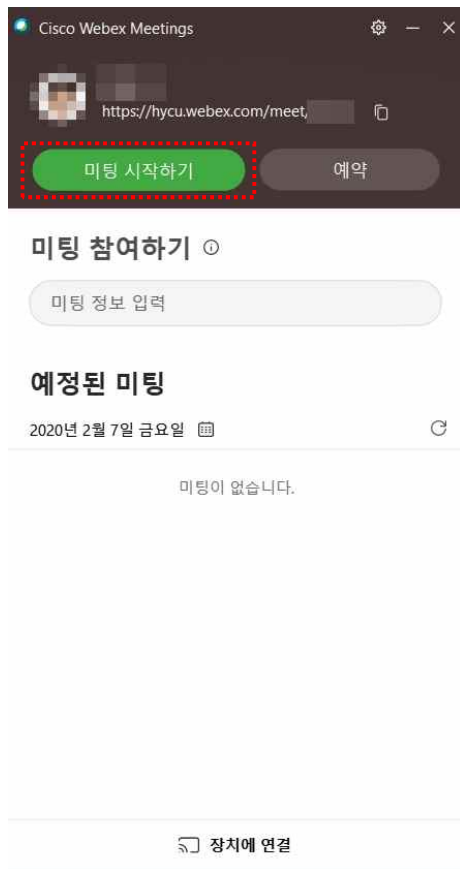 Cisco Webex Meetings
https://hycu.webex.com/meet,
미팅 시작하기
예약
미팅 참여하기
미팅 정보 입력
예정된 미팅
2020년 2월 7일 금요일
미팅이 없습니다.
장치에 연결